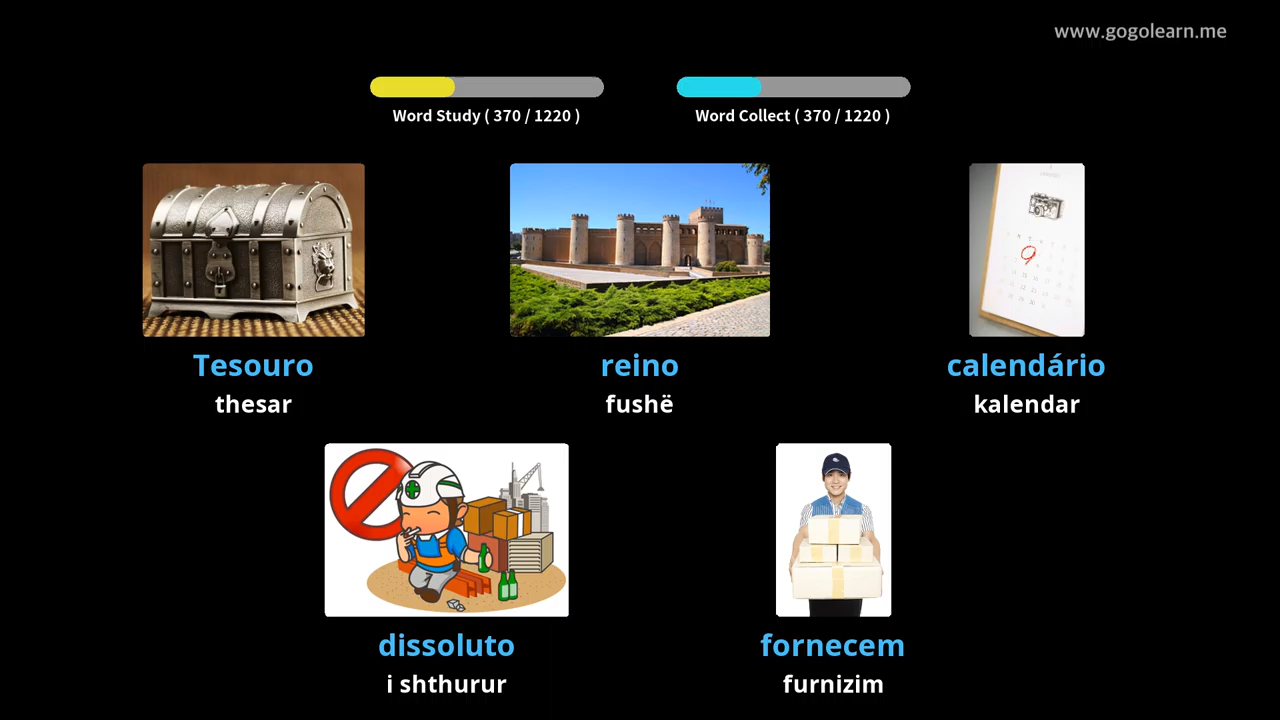 www.gogolearn.me
Word Study ( 370 / 1220 )
Word Collect ( 370 / 1220 )
Tesouro
thesar
reino
fushë
calendário
kalendar
dissoluto
i shthurur
fornecem
furnizim